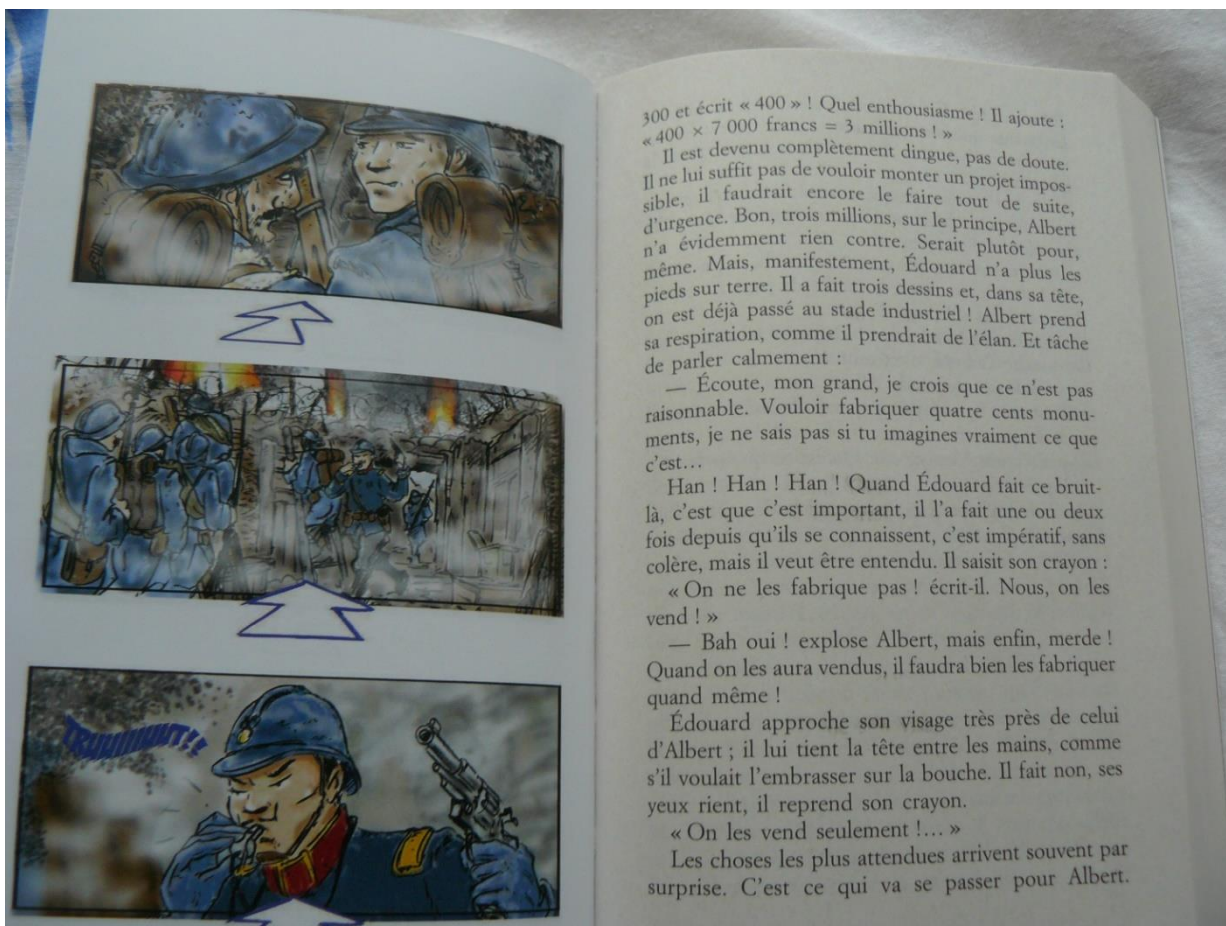 TRUUIIIIUUT!!
300 et écrit « 400 » ! Quel enthousiasme ! Il ajoute :
« 400 × 7 000 francs = 3 millions ! »
Il est devenu complètement dingue, pas de doute.
Il ne lui suffit pas de vouloir monter un projet impos-
sible, il faudrait encore le faire tout de suite,
d'urgence. Bon, trois millions, sur le principe, Albert
n'a évidemment rien contre. Serait plutôt pour,
même. Mais, manifestement, Édouard n'a plus les
pieds sur terre. Il a fait trois dessins et, dans sa tête,
on est déjà passé au stade industriel ! Albert prend
sa respiration, comme il prendrait de l'élan. Et tâche
de parler calmement :
— Écoute, mon grand, je crois que ce n'est pas
raisonnable. Vouloir fabriquer quatre cents monu-
ments, je ne sais pas si tu imagines vraiment ce que
c'est…
Han ! Han ! Han ! Quand Édouard fait ce bruit-
là, c'est que c'est important, il l'a fait une ou deux
fois depuis qu'ils se connaissent, c'est impératif, sans
colère, mais il veut être entendu. Il saisit son crayon :
« On ne les fabrique pas ! écrit-il. Nous, on les
vend ! »
— Bah oui ! explose Albert, mais enfin, merde !
Quand on les aura vendus, il faudra bien les fabriquer
quand même !
Édouard approche son visage très près de celui
d'Albert ; il lui tient la tête entre les mains, comme
s'il voulait l'embrasser sur la bouche. Il fait non, ses
yeux rient, il reprend son crayon.
« On les vend seulement !… »
Les choses les plus attendues arrivent souvent par
surprise. C'est ce qui va se passer pour Albert.